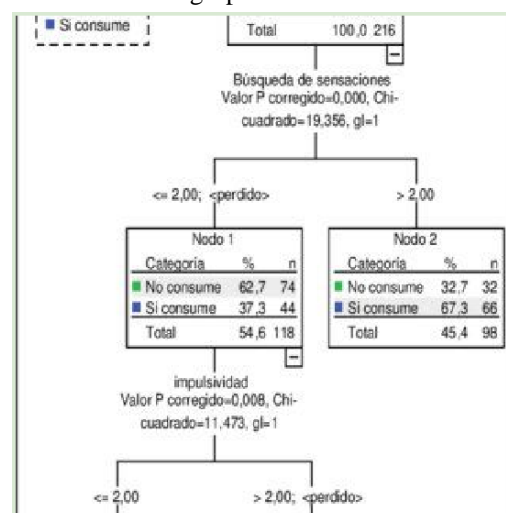 Si consume
Total 100,0 216
Búsqueda de sensaciones
Valor P corregido=0,000, Chi-
cuadrado=19,356, gl=1
<= 2,00; <perdido>
> 2,00
Nodo 1
Categoría % n
No consume 62,7 74
Si consume 37,3 44
Total 54,6 118
Nodo 2
Categoría % n
No consume 32,7 32
Si consume 67,3 66
Total 45,4 98
impulsividad
Valor P corregido=0,008, Chi-
cuadrado=11,473, gl=1
<= 2,00
> 2,00; <perdido>